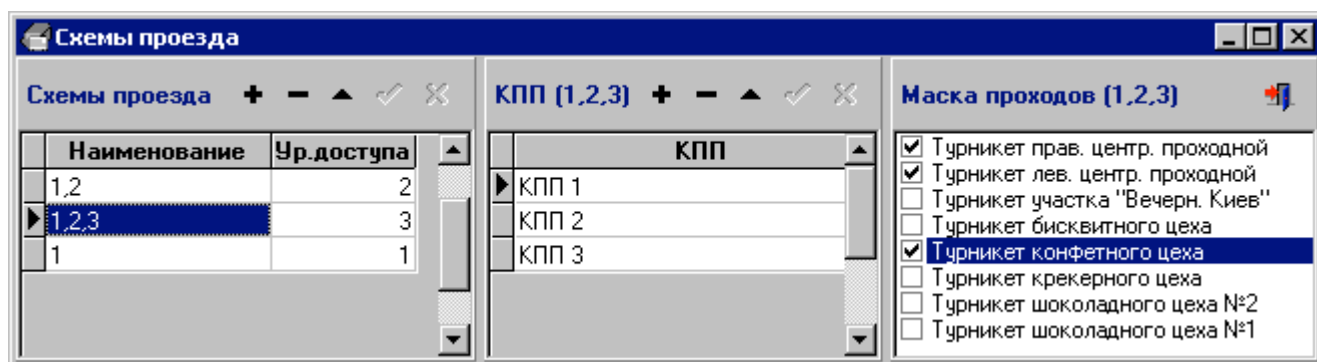 Схемы проезда
Схемы проезда
Наименование Ур.доступа
1,2 2
1,2,3 3
1 1
КПП (1,2,3)
КПП
КПП 1
КПП 2
КПП 3
Маска проходов (1,2,3)
Турникет прав. центр. проходной
Турникет лев. центр. проходной
Турникет участка "Вечерн. Киев"
Турникет бисквитного цеха
Турникет конфетного цеха
Турникет крекерного цеха
Турникет шоколадного цеха №2
Турникет шоколадного цеха №1